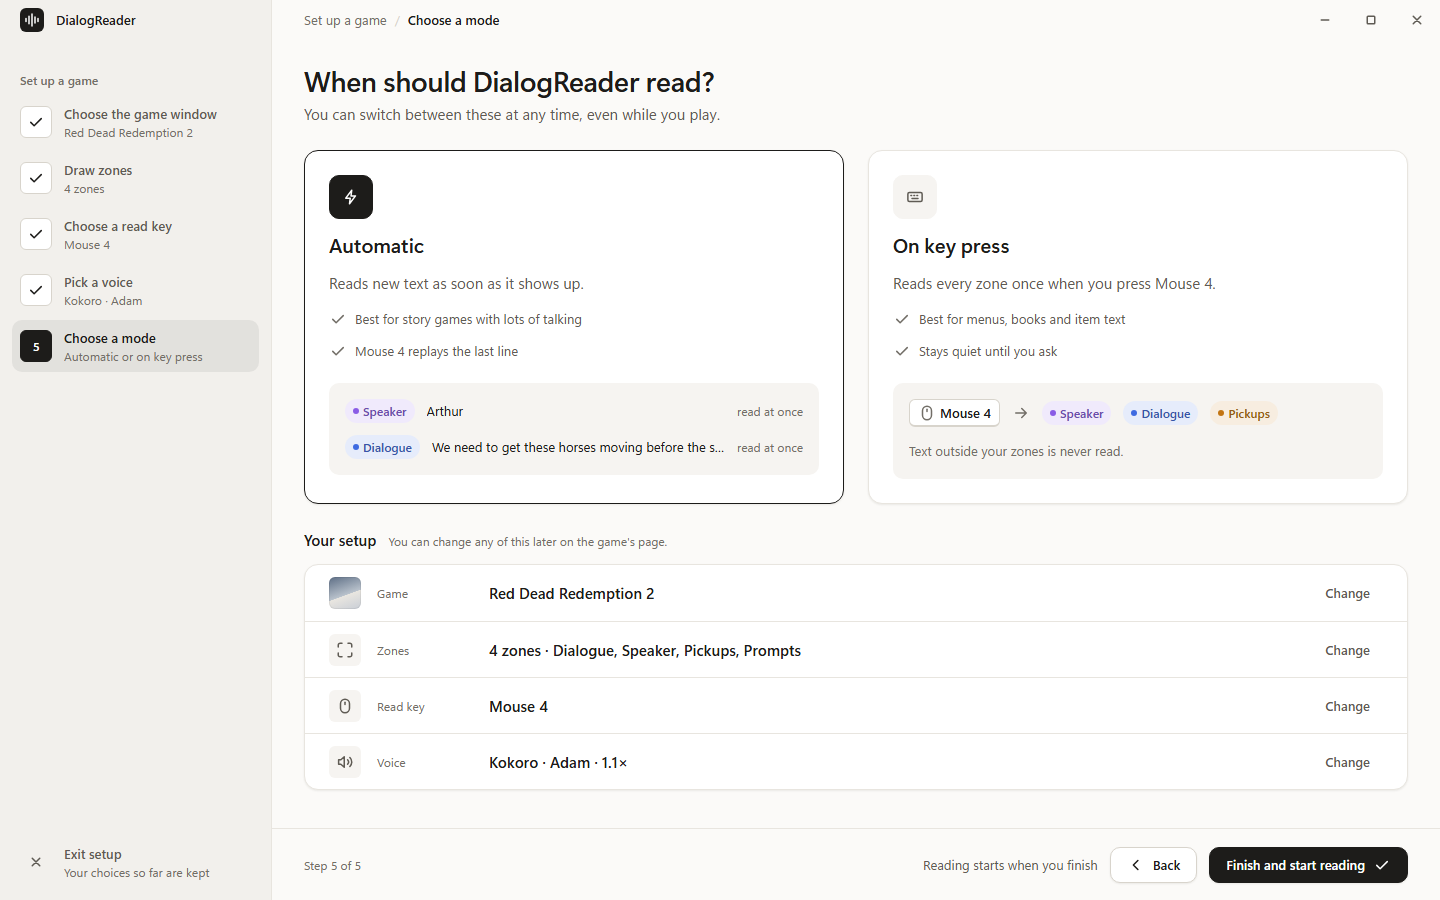 DialogReader
Set up a game / Choose a mode
Set up a game
Choose the game window
Red Dead Redemption 2
Draw zones
4 zones
Choose a read key
Mouse 4
Pick a voice
Kokoro · Adam
5
Choose a mode
Automatic or on key press
Exit setup
Your choices so far are kept
When should DialogReader read?
You can switch between these at any time, even while you play.
Automatic
Reads new text as soon as it shows up.
Best for story games with lots of talking
Mouse 4 replays the last line
Speaker Arthur read at once
Dialogue We need to get these horses moving before the s... read at once
On key press
Reads every zone once when you press Mouse 4.
Best for menus, books and item text
Stays quiet until you ask
Mouse 4 → Speaker Dialogue Pickups
Text outside your zones is never read.
Your setup You can change any of this later on the game's page.
Game Red Dead Redemption 2 Change
Zones 4 zones · Dialogue, Speaker, Pickups, Prompts Change
Read key Mouse 4 Change
Voice Kokoro · Adam · 1.1× Change
Step 5 of 5
Reading starts when you finish
Back
Finish and start reading